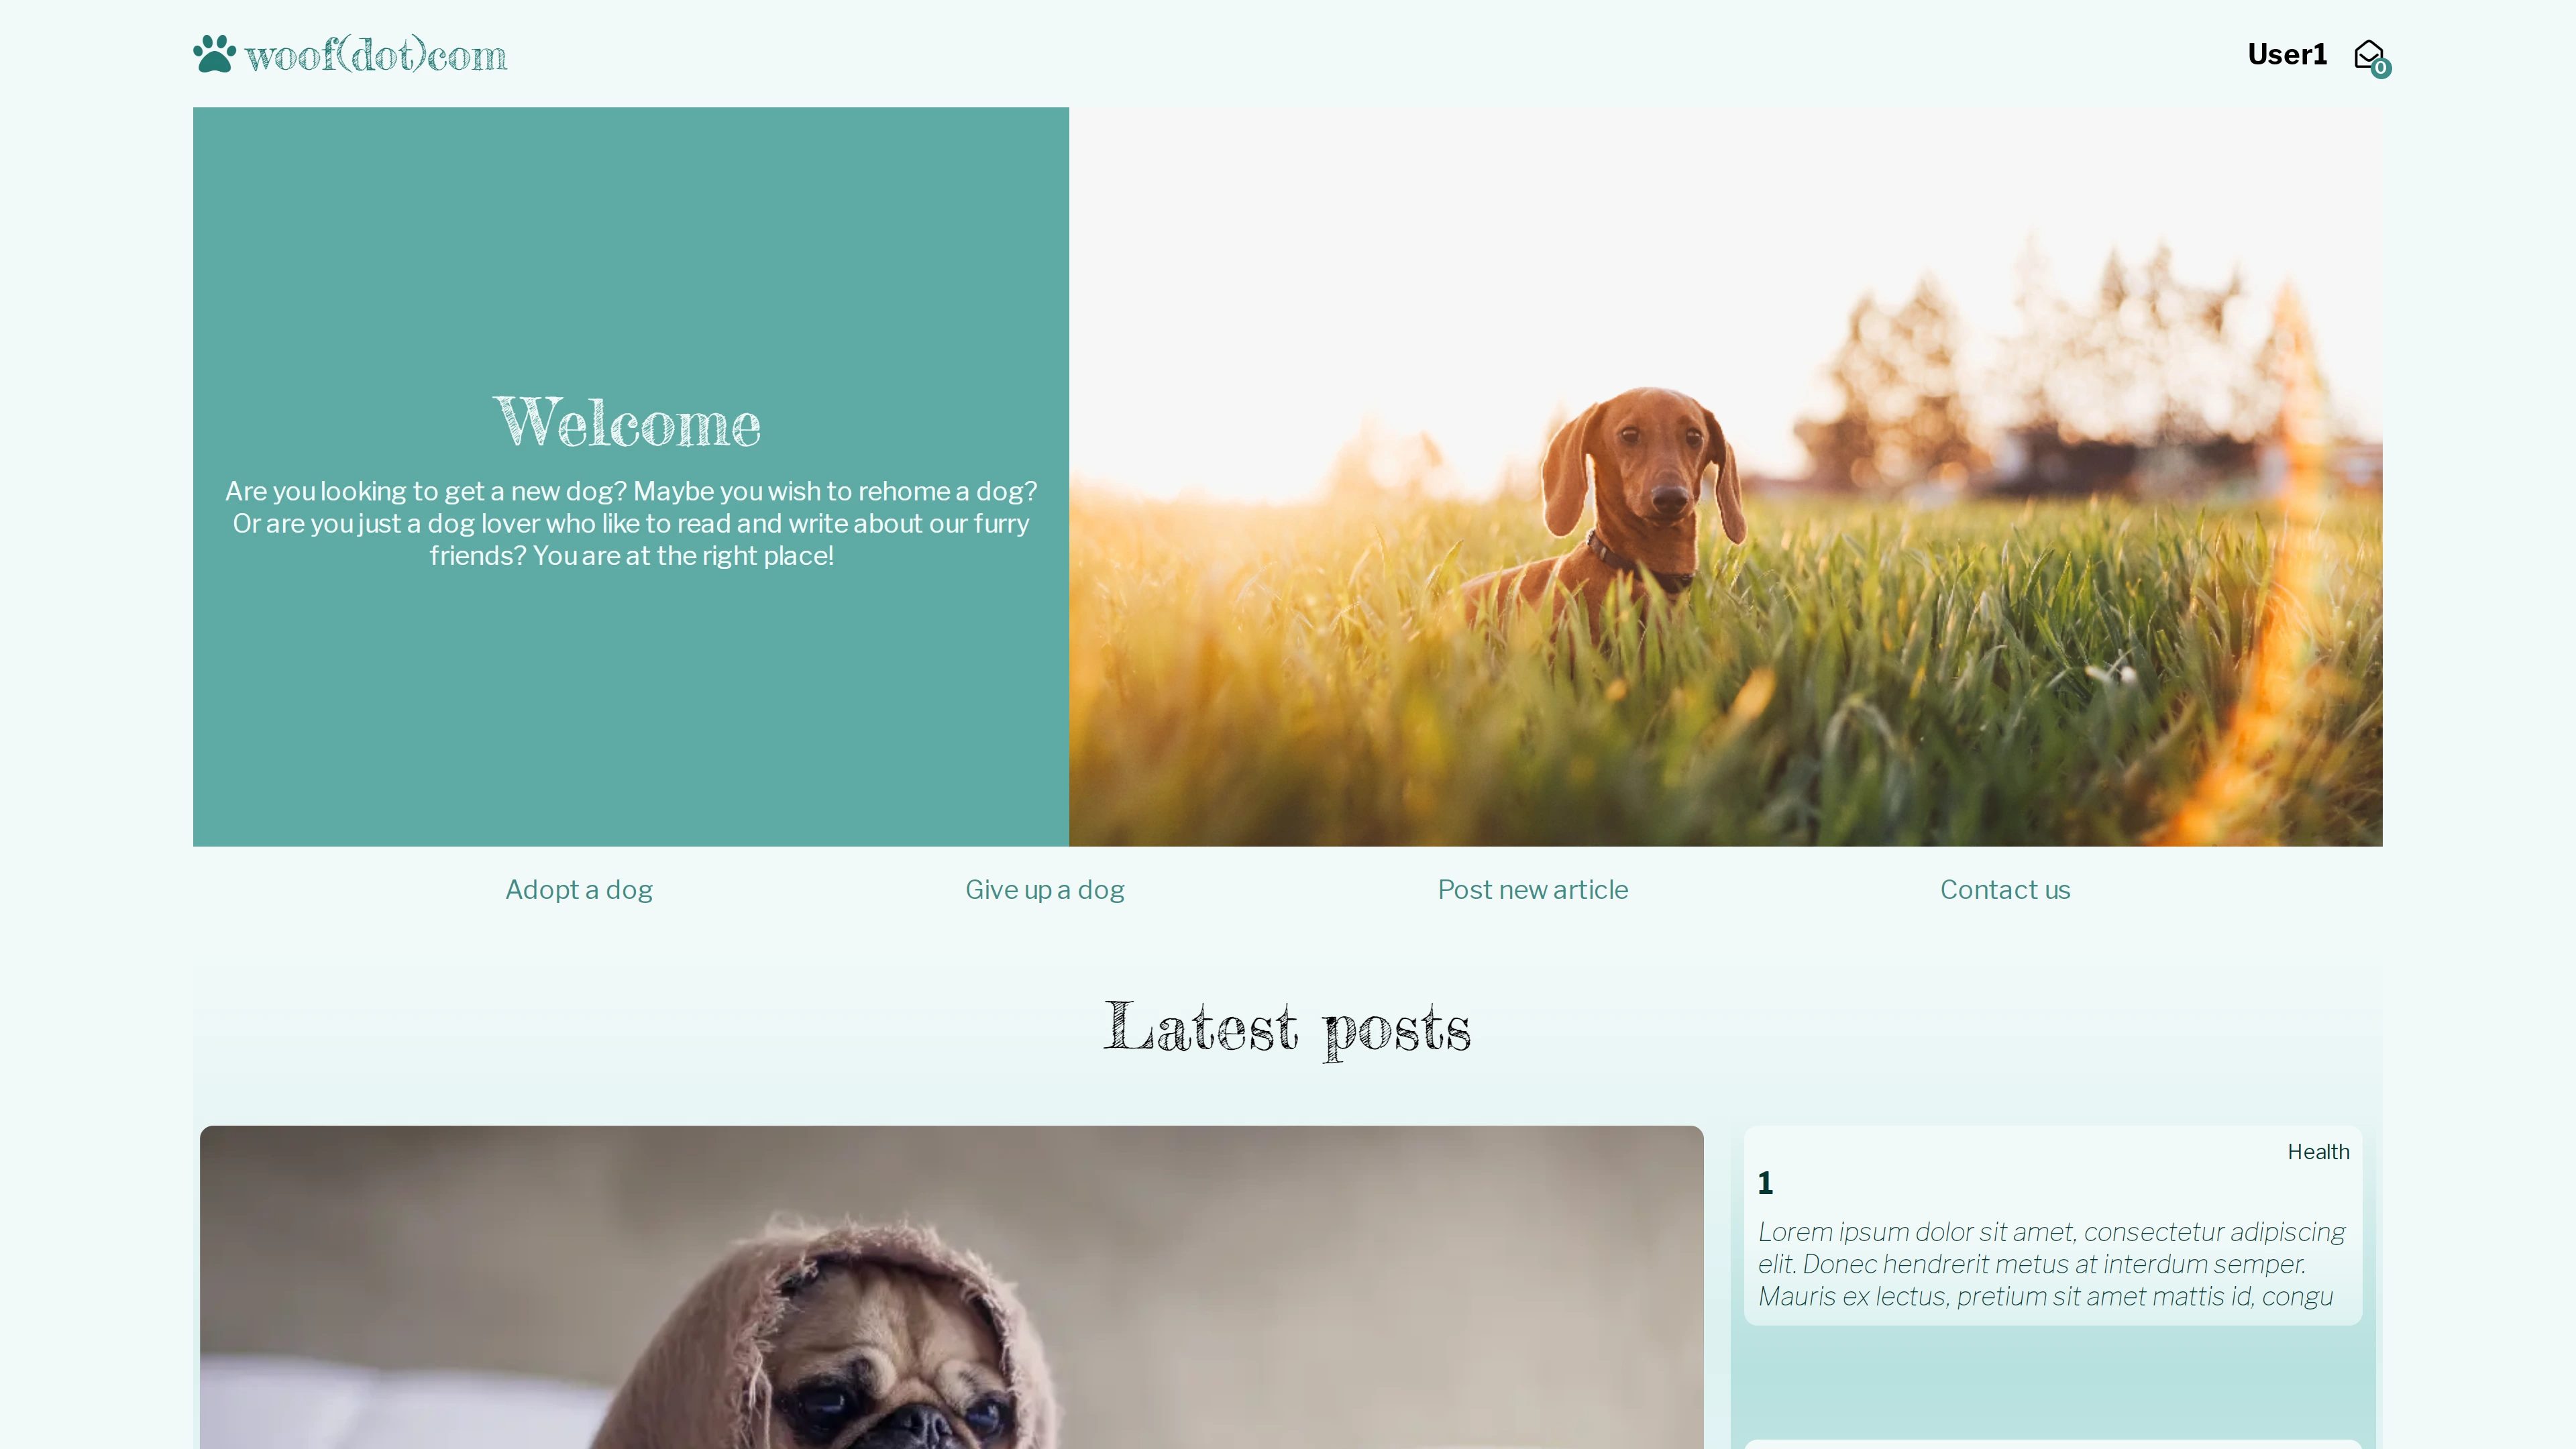 woof(dot)com
User1
0
Welcome
Are you looking to get a new dog? Maybe you wish to rehome a dog?
Or are you just a dog lover who like to read and write about our furry
friends? You are at the right place!
Adopt a dog
Give up a dog
Post new article
Contact us
Latest posts
Health
1
Lorem ipsum dolor sit amet, consectetur adipiscing
elit. Donec hendrerit metus at interdum semper.
Mauris ex lectus, pretium sit amet mattis id, congu